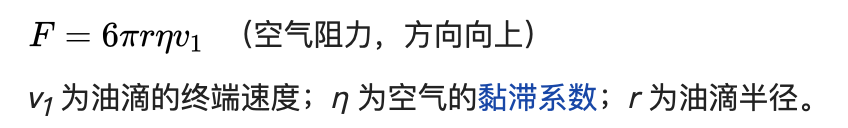 F = 6πrηv₁ （空气阻力，方向向上）
v₁ 为油滴的终端速度；η 为空气的黏滞系数；r 为油滴半径。